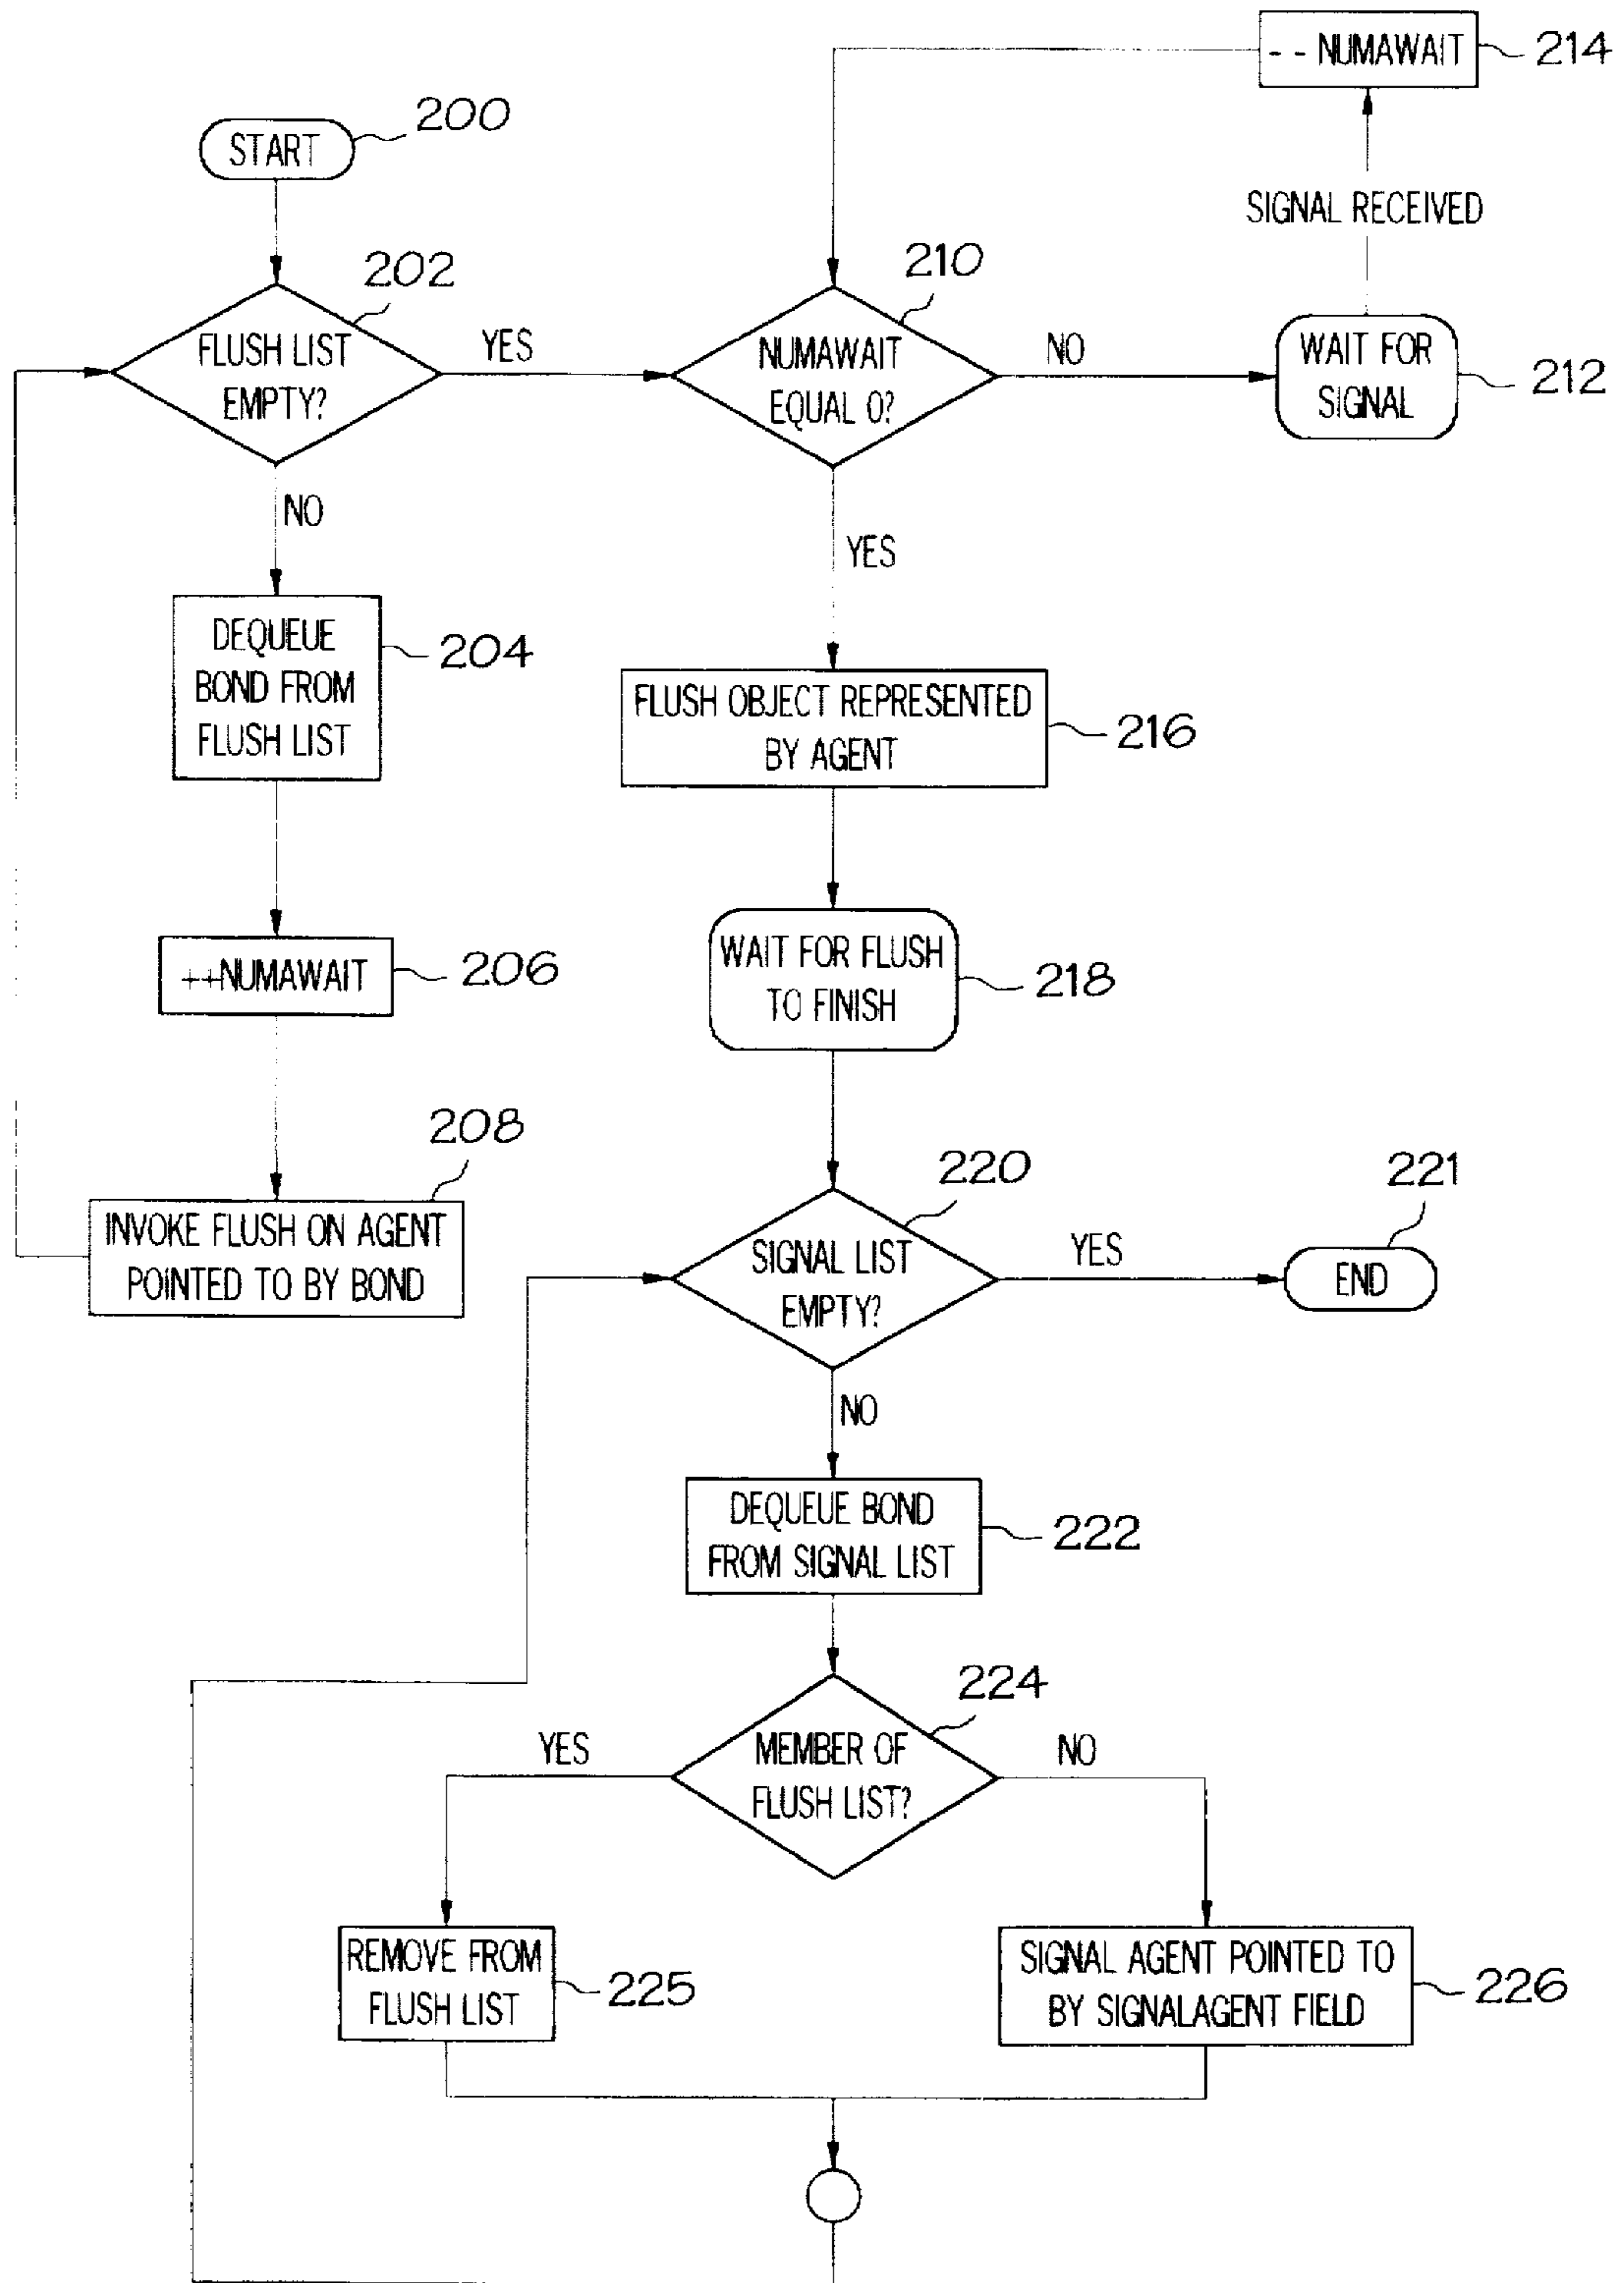 -- NUMAWAIT
214
200
START
SIGNAL RECEIVED
202
FLUSH LIST
EMPTY?
YES
210
NUMAWAIT
EQUAL 0?
NO
WAIT FOR
SIGNAL
212
NO
YES
DEQUEUE
BOND FROM
FLUSH LIST
204
FLUSH OBJECT REPRESENTED
BY AGENT
216
++NUMAWAIT
206
WAIT FOR FLUSH
TO FINISH
218
208
INVOKE FLUSH ON AGENT
POINTED TO BY BOND
220
SIGNAL LIST
EMPTY?
YES
221
END
NO
DEQUEUE BOND
FROM SIGNAL LIST
222
224
MEMBER OF
FLUSH LIST?
YES
NO
REMOVE FROM
FLUSH LIST
225
SIGNAL AGENT POINTED TO
BY SIGNALAGENT FIELD
226